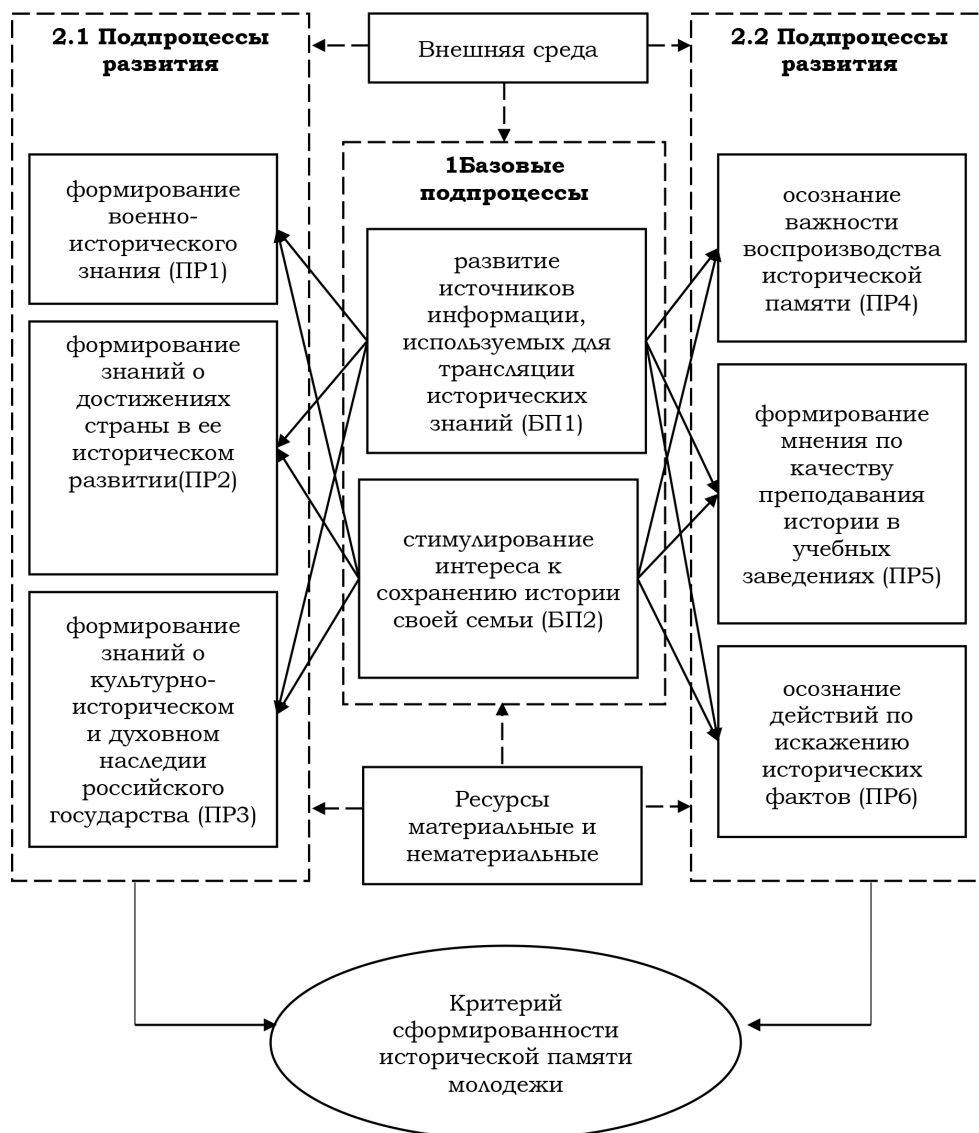 2.1 Подпроцессы
развития
Внешняя среда
2.2 Подпроцессы
развития
1Базовые
подпроцессы
формирование
военно-
исторического
знания (ПР1)
формирование
знаний о
достижениях
страны в ее
историческом
развитии(ПР2)
формирование
знаний о
культурно-
историческом
и духовном
наследии
российского
государства (ПР3)
развитие
источников
информации,
используемых для
трансляции
исторических
знаний (БП1)
стимулирование
интереса к
сохранению истории
своей семьи (БП2)
осознание
важности
воспроизводства
исторической
памяти (ПР4)
формирование
мнения по
качеству
преподавания
истории в
учебных
заведениях (ПР5)
осознание
действий по
искажению
исторических
фактов (ПР6)
Ресурсы
материальные и
нематериальные
Критерий
сформированности
исторической памяти
молодежи